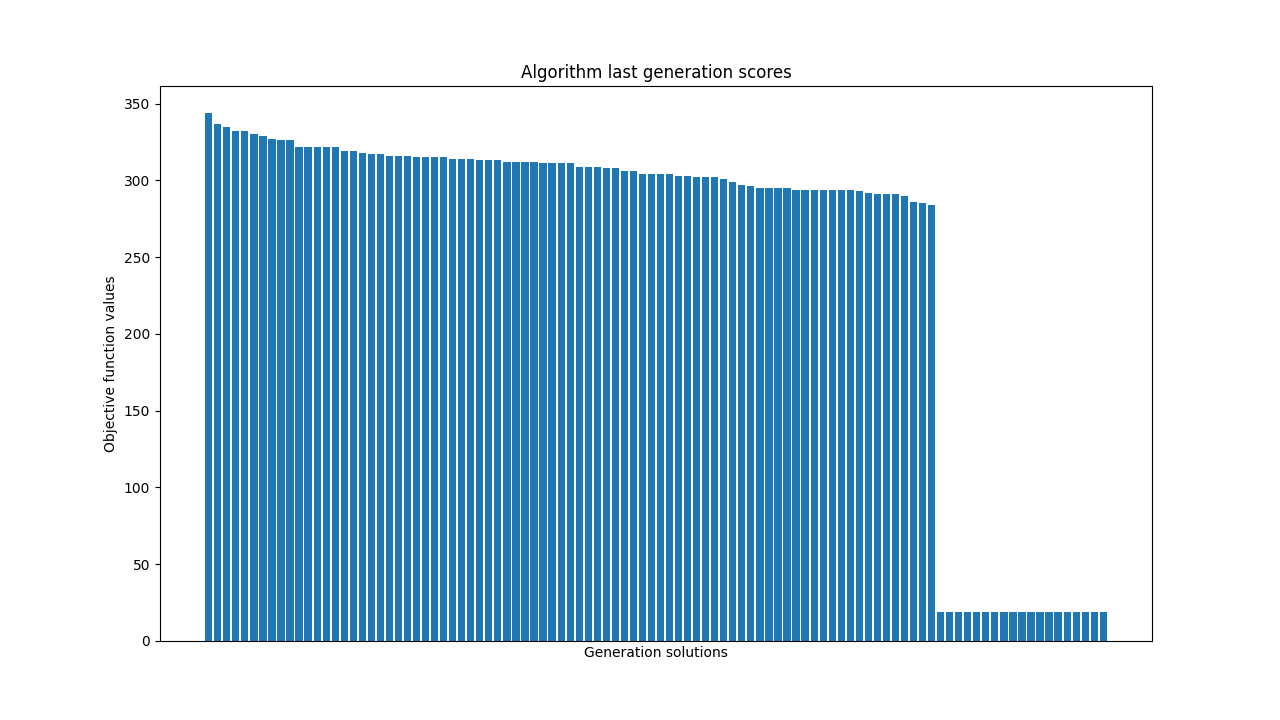 Algorithm last generation scores
350
300
250
200
150
100
50
0
Objective function values
Generation solutions